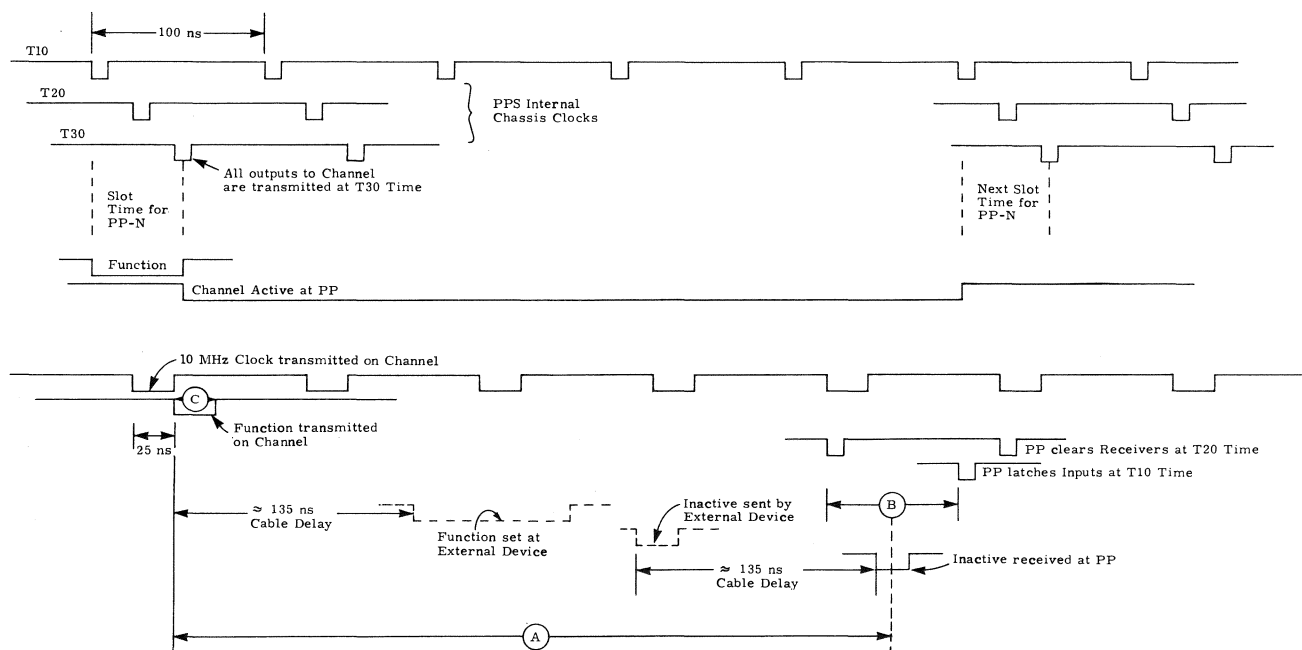 100 ns
T10
T20
PPS Internal
Chassis Clocks
T30
All outputs to Channel
are transmitted at T30 Time
Slot
Time for
PP-N
Next Slot
Time for
PP-N
Function
Channel Active at PP
10 MHz Clock transmitted on Channel
C
Function transmitted
on Channel
25 ns
PP clears Receivers at T20 Time
PP latches Inputs at T10 Time
≈ 135 ns
Cable Delay
Function set at
External Device
Inactive sent by
External Device
B
≈ 135 ns
Cable Delay
Inactive received at PP
A